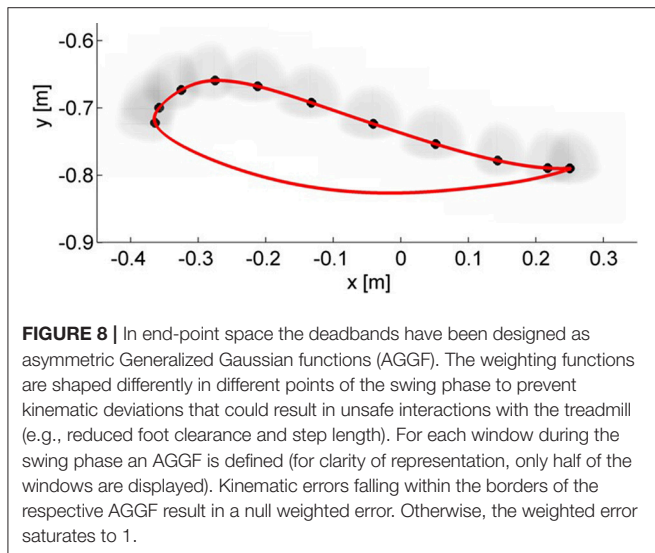 -0.6
-0.7
-0.8
-0.9
y [m]
-0.4 -0.3 -0.2 -0.1 0 0.1 0.2 0.3
x [m]
FIGURE 8 | In end-point space the deadbands have been designed as
asymmetric Generalized Gaussian functions (AGGF). The weighting functions
are shaped differently in different points of the swing phase to prevent
kinematic deviations that could result in unsafe interactions with the treadmill
(e.g., reduced foot clearance and step length). For each window during the
swing phase an AGGF is defined (for clarity of representation, only half of the
windows are displayed). Kinematic errors falling within the borders of the
respective AGGF result in a null weighted error. Otherwise, the weighted error
saturates to 1.